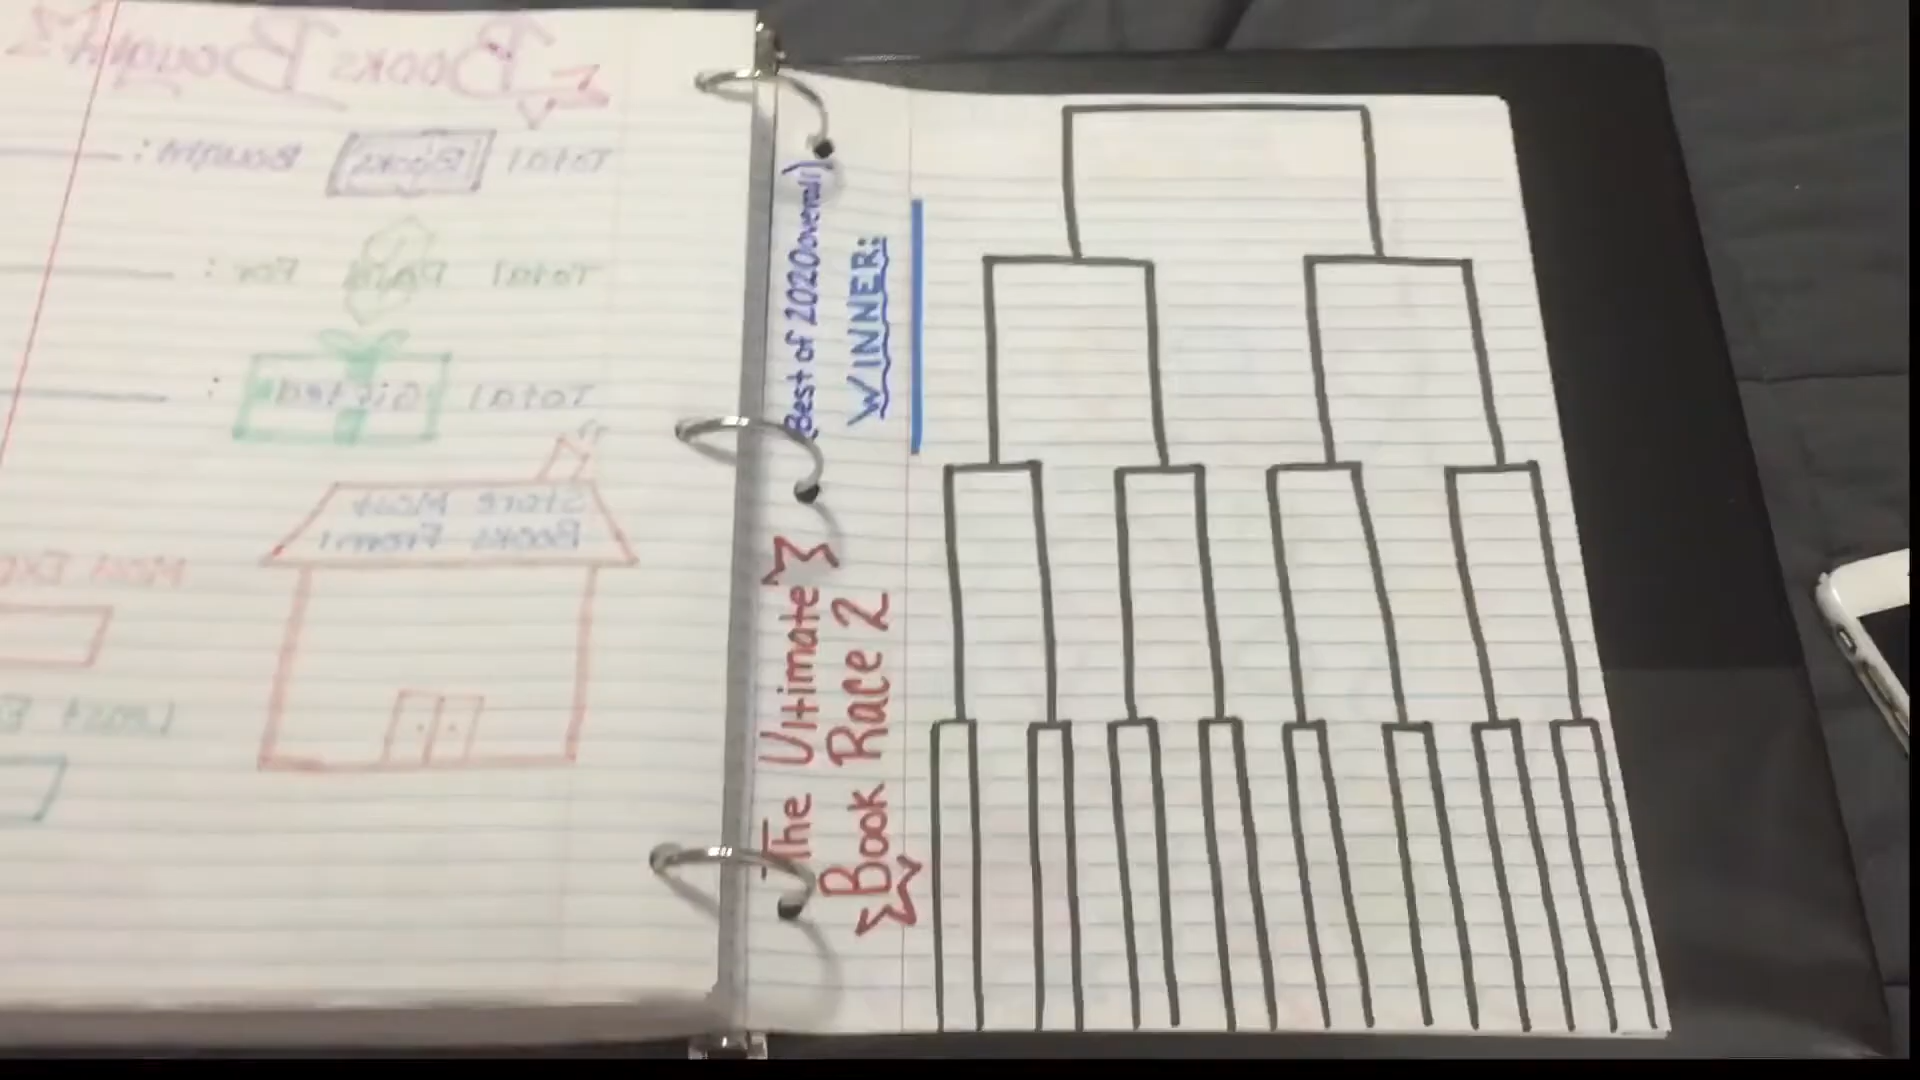 Books Bought
Total Books Bought:
Total Paid For:
Total Gifted:
Store Most
Books From:
Most
Least
The Ultimate
Book Race 2
(Best of 2020 overall)
WINNER: